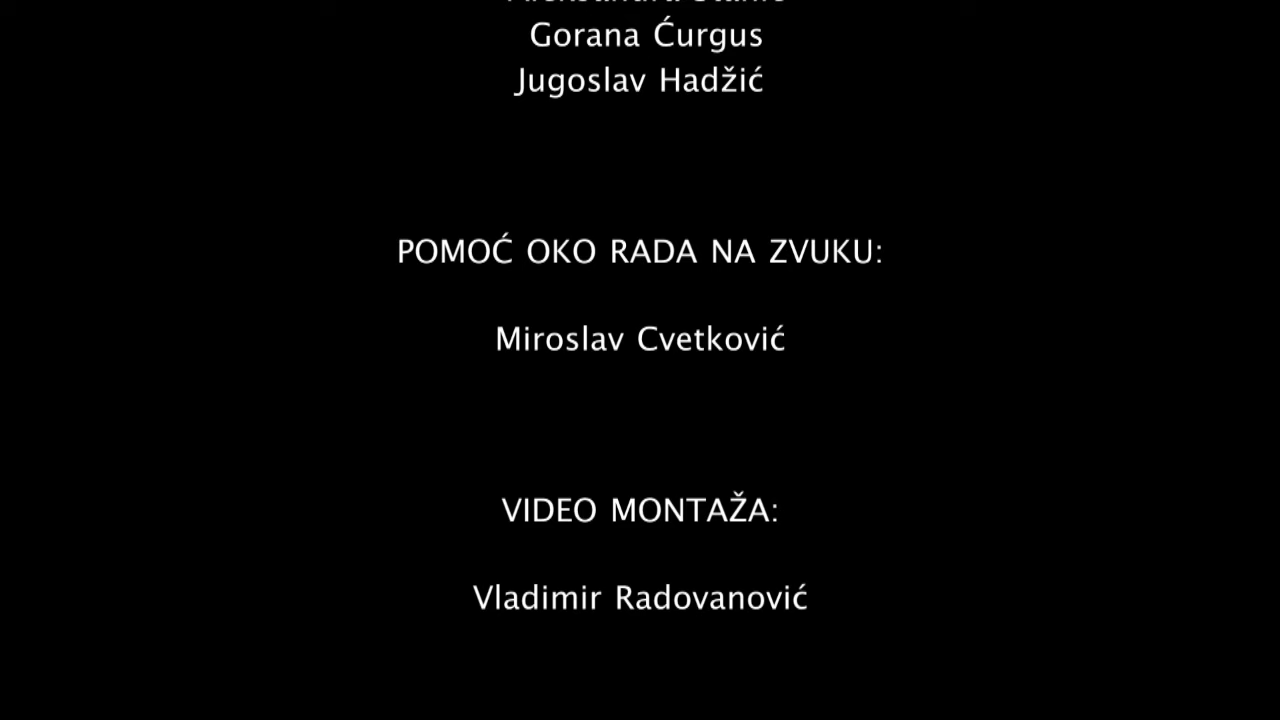 Gorana Ćurgus
Jugoslav Hadžić
POMOĆ OKO RADA NA ZVUKU:
Miroslav Cvetković
VIDEO MONTAŽA:
Vladimir Radovanović